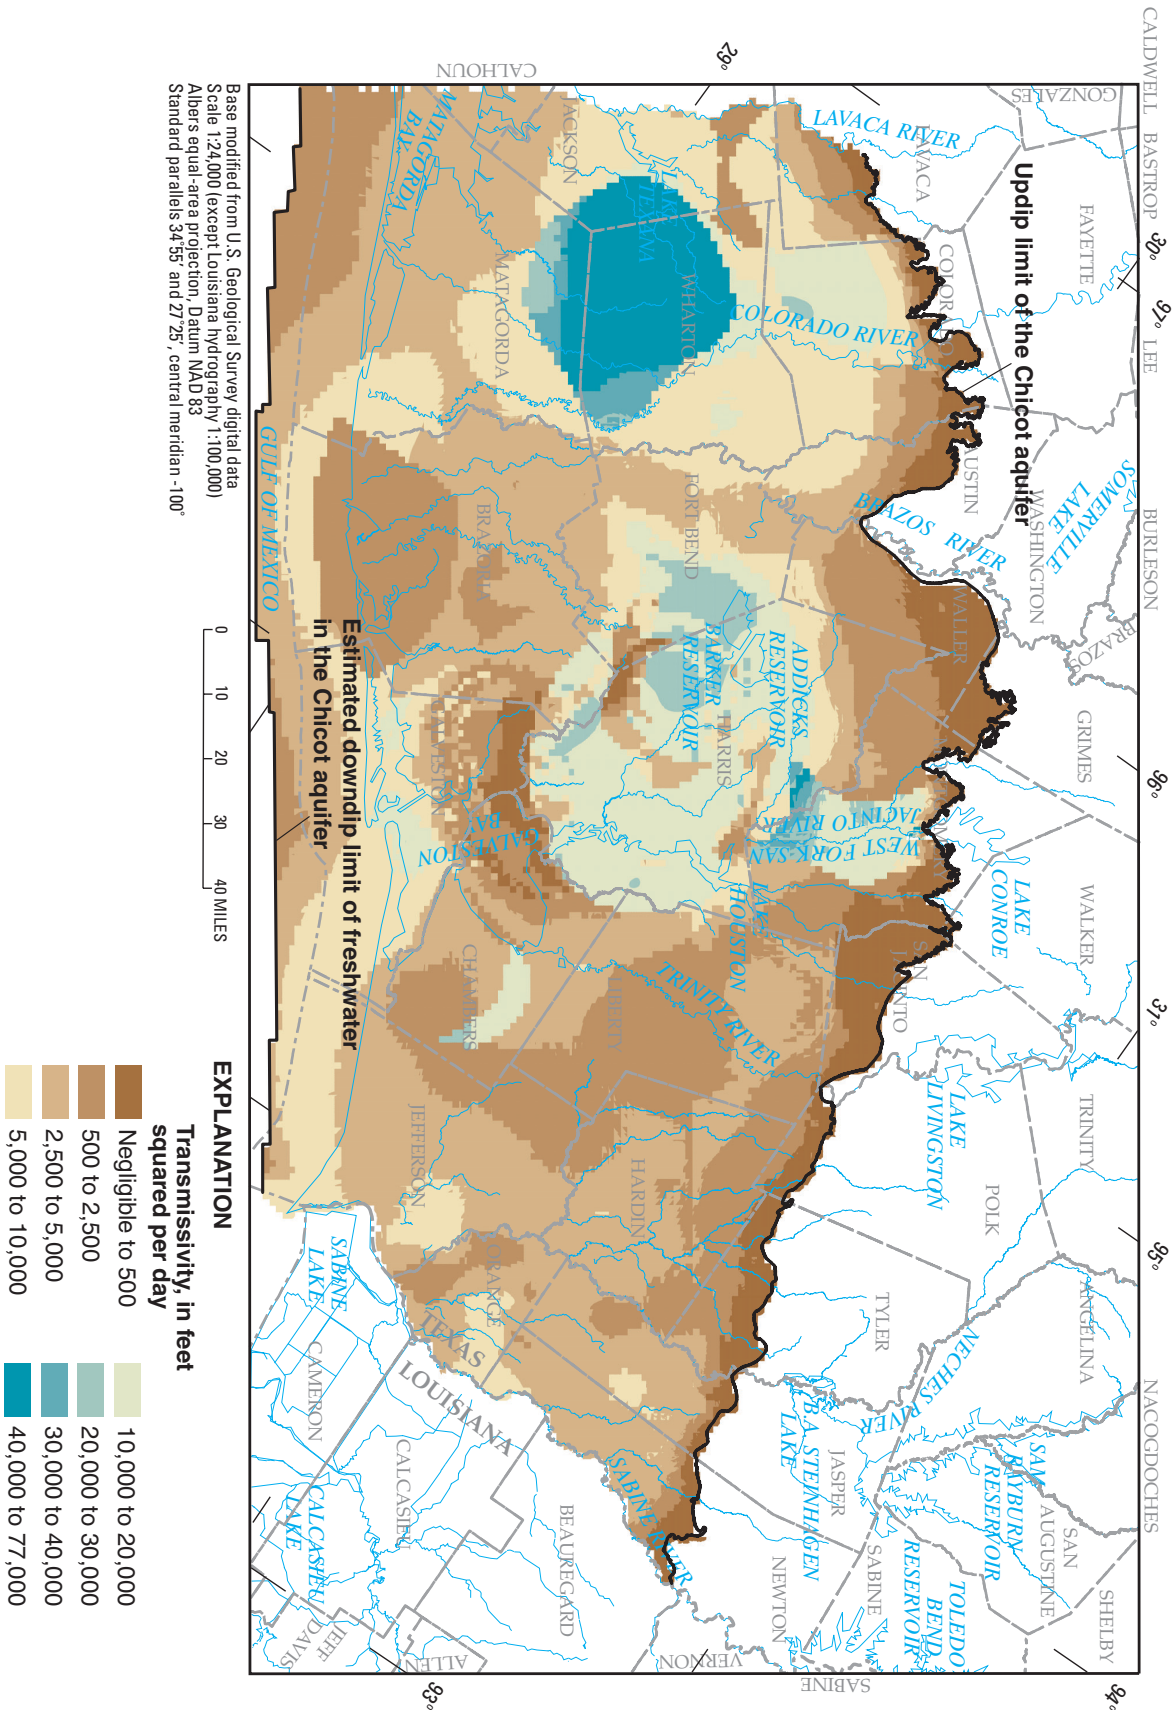 CALDWELL
BASTROP
30°
97°
LEE
BURLESON
BRAZOS
GRIMES
96°
WALKER
31°
TRINITY
95°
ANGELINA
NACOGDOCHES
94°
GONZALES
FAYETTE
Updip limit of the Chicot aquifer
SOMERVILLE
LAKE
WASHINGTON
LAKE
CONROE
LAKE
LIVINGSTON
POLK
TYLER
NECHES RIVER
SAM
RAYBURN
RESERVOIR
SAN
AUGUSTINE
SHELBY
SABINE
TOLEDO
BEND
RESERVOIR
SABINE
JASPER
B.A. STEINHAGEN
LAKE
NEWTON
VERNON
29°
LAVACA RIVER
LAVACA
COLORADO
COLORADO RIVER
AUSTIN
BRAZOS RIVER
WALLER
WEST FORK SAN
JACINTO RIVER
SAN
JACINTO
LAKE
HOUSTON
TRINITY RIVER
LIBERTY
HARDIN
ADDICKS
RESERVOIR
BARKER
RESERVOIR
HARRIS
FORT BEND
WHARTON
LAKE
TEXANA
JACKSON
CALHOUN
MATAGORDA
BAY
MATAGORDA
BRAZORIA
GALVESTON
GALVESTON
BAY
CHAMBERS
JEFFERSON
ORANGE
TEXAS
LOUISIANA
SABINE RIVER
BEAUREGARD
CALCASIEU
CAMERON
SABINE
LAKE
CALCASIEU
LAKE
JEFF
DAVIS
ALLEN
93°
GULF OF MEXICO
Estimated downdip limit of freshwater
in the Chicot aquifer
Base modified from U.S. Geological Survey digital data
Scale 1:24,000 (except Louisiana hydrography 1:100,000)
Albers equal-area projection, Datum NAD 83
Standard parallels 34°55' and 27°25', central meridian -100°
0 10 20 30 40 MILES
EXPLANATION
Transmissivity, in feet
squared per day
Negligible to 500
500 to 2,500
2,500 to 5,000
5,000 to 10,000
10,000 to 20,000
20,000 to 30,000
30,000 to 40,000
40,000 to 77,000